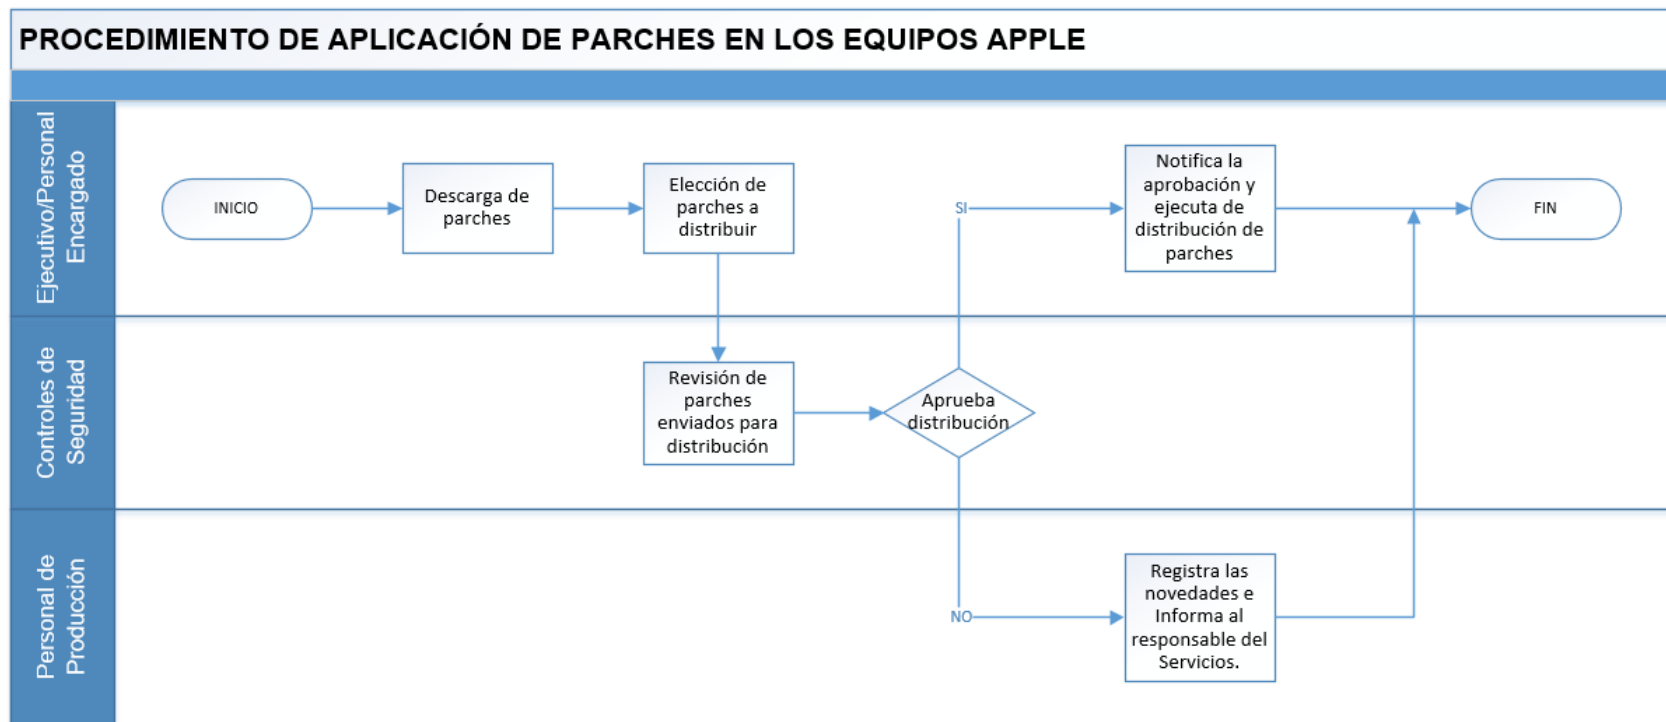 PROCEDIMIENTO DE APLICACIÓN DE PARCHES EN LOS EQUIPOS APPLE
Ejecutivo/Personal
Encargado
INICIO
Descarga de
parches
Elección de
parches a
distribuir
SI
Notifica la
aprobación y
ejecuta de
distribución de
parches
FIN
Controles de
Seguridad
Revisión de
parches
enviados para
distribución
Aprueba
distribución
Personal de
Producción
NO
Registra las
novedades e
Informa al
responsable del
Servicios.